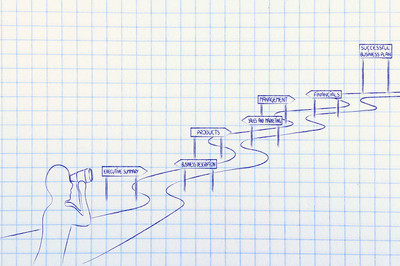 EXECUTIVE SUMMARY
BUSINESS DESCRIPTION
PRODUCTS
SALES AND MARKETING
MANAGEMENT
FINANCIALS
SUCCESSFUL
BUSINESS PLAN